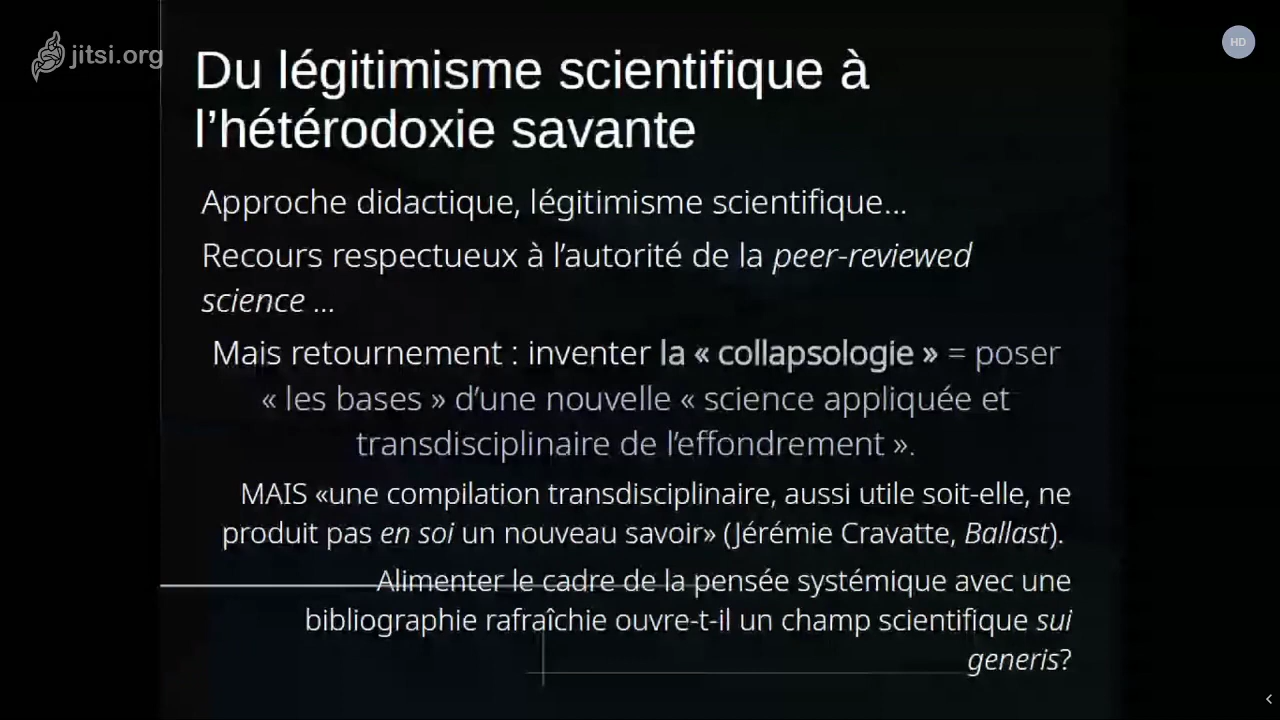 jitsi.org
HD
Du légitimisme scientifique à
l’hétérodoxie savante
Approche didactique, légitimisme scientifique...
Recours respectueux à l’autorité de la peer-reviewed
science ...
Mais retournement : inventer la « collapsologie » = poser
« les bases » d’une nouvelle « science appliquée et
transdisciplinaire de l’effondrement ».
MAIS «une compilation transdisciplinaire, aussi utile soit-elle, ne
produit pas en soi un nouveau savoir» (Jérémie Cravatte, Ballast).
Alimenter le cadre de la pensée systémique avec une
bibliographie rafraîchie ouvre-t-il un champ scientifique sui
generis?